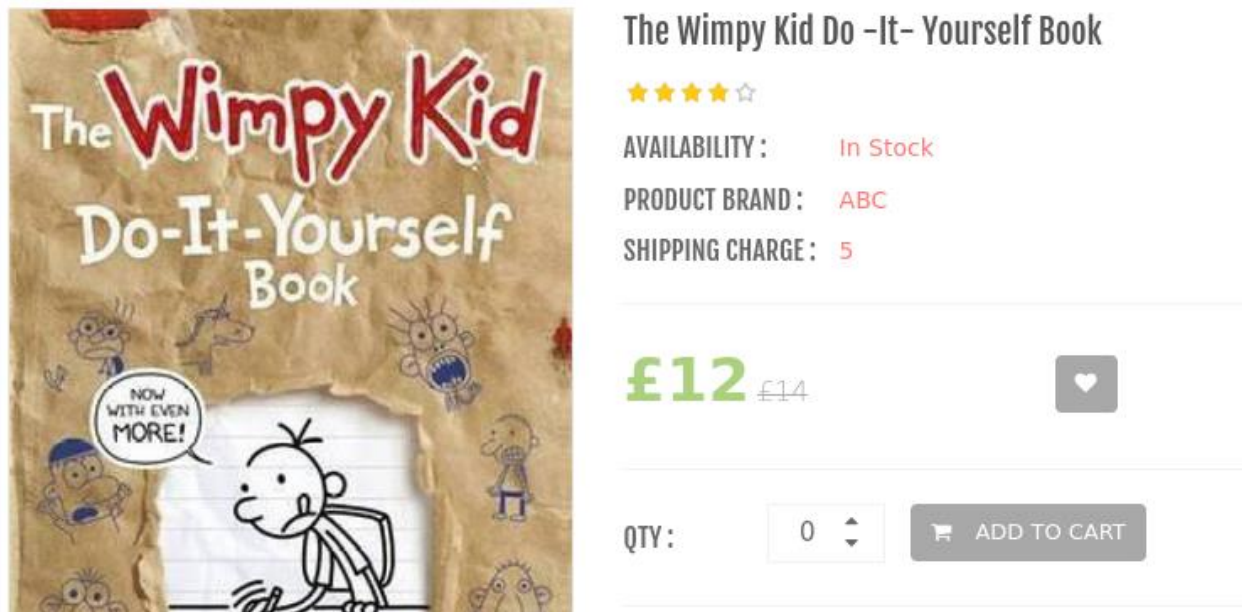 The Wimpy Kid
Do-It-Yourself
Book
NOW
WITH EVEN
MORE!
The Wimpy Kid Do -It- Yourself Book
AVAILABILITY : In Stock
PRODUCT BRAND : ABC
SHIPPING CHARGE : 5
£12 £14
QTY : 0 ADD TO CART